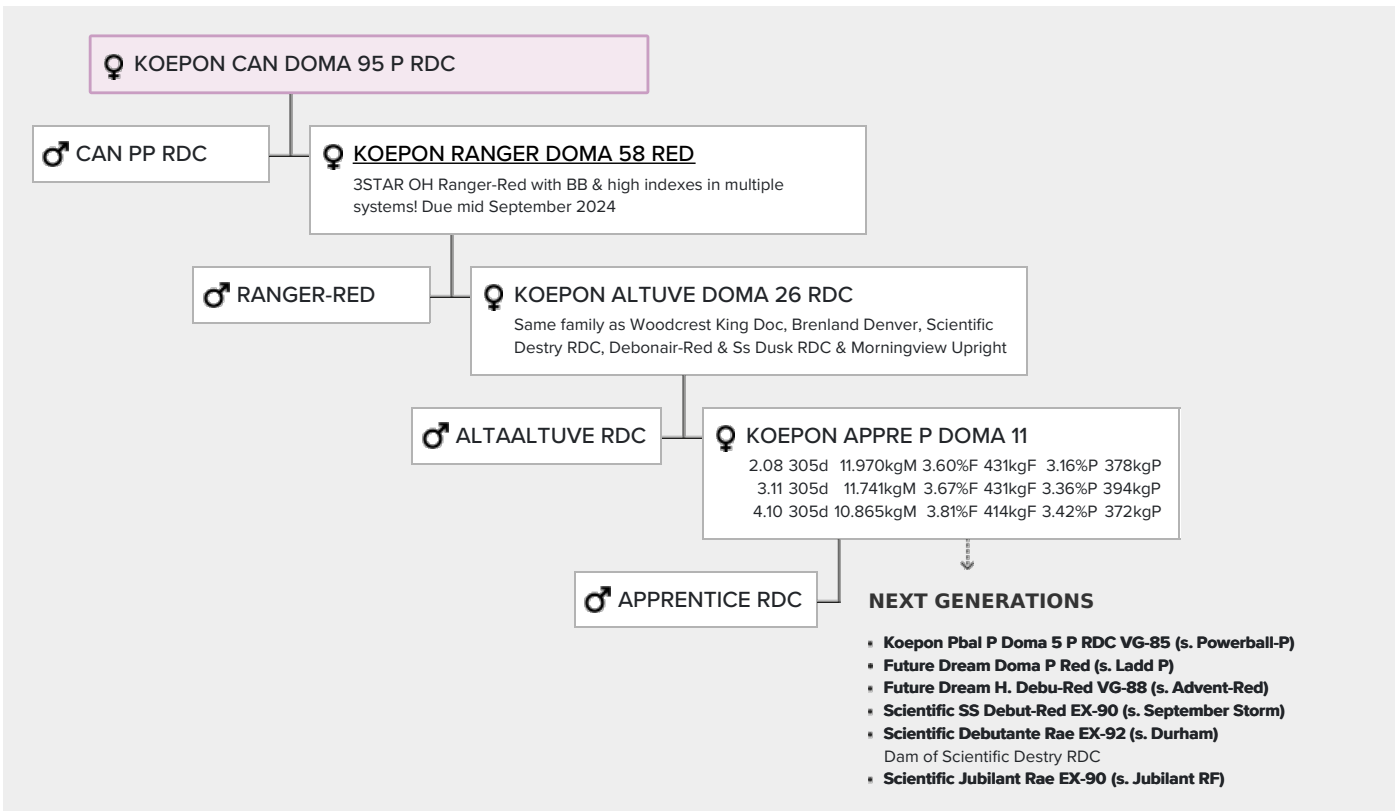 KOEPON CAN DOMA 95 P RDC
CAN PP RDC
KOEPON RANGER DOMA 58 RED
3STAR OH Ranger-Red with BB & high indexes in multiple
systems! Due mid September 2024
RANGER-RED
KOEPON ALTUVE DOMA 26 RDC
Same family as Woodcrest King Doc, Brenland Denver, Scientific
Destry RDC, Debonair-Red & Ss Dusk RDC & Morningview Upright
ALTAALTUVE RDC
KOEPON APPRE P DOMA 11
2.08 305d 11.970kgM 3.60%F 431kgF 3.16%P 378kgP
3.11 305d 11.741kgM 3.67%F 431kgF 3.36%P 394kgP
4.10 305d 10.865kgM 3.81%F 414kgF 3.42%P 372kgP
APPRENTICE RDC
NEXT GENERATIONS
Koepon Pbal P Doma 5 P RDC VG-85 (s. Powerball-P)
Future Dream Doma P Red (s. Ladd P)
Future Dream H. Debu-Red VG-88 (s. Advent-Red)
Scientific SS Debut-Red EX-90 (s. September Storm)
Scientific Debutante Rae EX-92 (s. Durham)
Dam of Scientific Destry RDC
Scientific Jubilant Rae EX-90 (s. Jubilant RF)